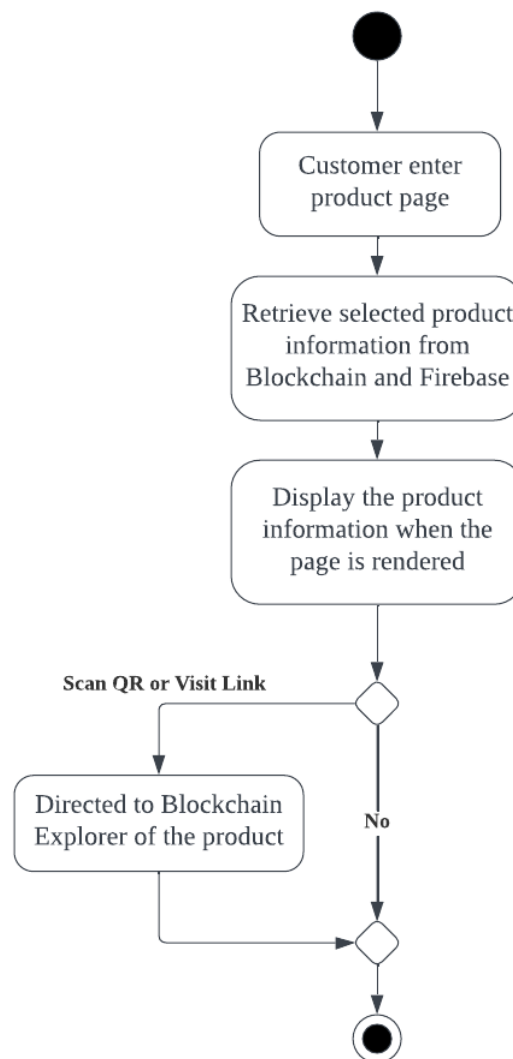 Customer enter
product page
Retrieve selected product
information from
Blockchain and Firebase
Display the product
information when the
page is rendered
Scan QR or Visit Link
Directed to Blockchain
Explorer of the product
No